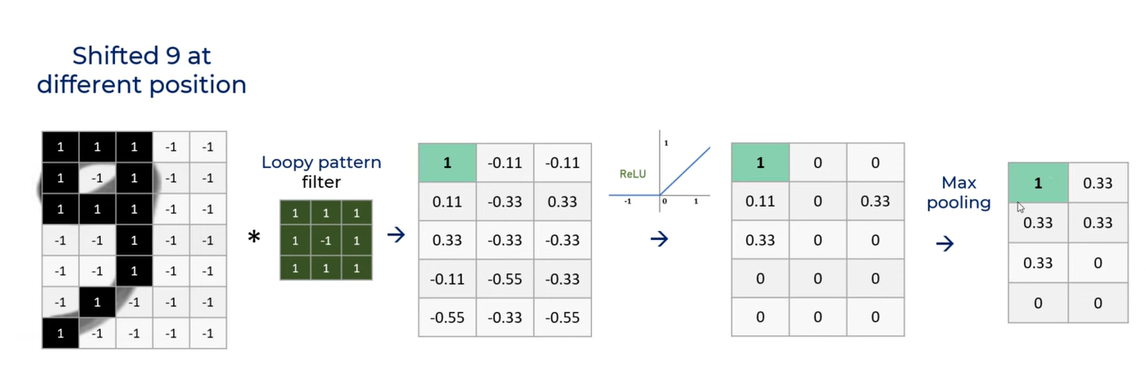 Shifted 9 at
different position
1 1 1 -1 -1
1 -1 1 -1 -1
1 1 1 -1 -1
-1 -1 1 -1 -1
-1 -1 1 -1 -1
-1 1 -1 -1 -1
1 -1 -1 -1 -1
*
Loopy pattern
filter
1 1 1
1 -1 1
1 1 1
1 -0.11 -0.11
0.11 -0.33 0.33
0.33 -0.33 -0.33
-0.11 -0.55 -0.33
-0.55 -0.33 -0.55
ReLU
1
-1 0 1
1 0 0
0.11 0 0.33
0.33 0 0
0 0 0
0 0 0
Max
pooling
1 0.33
0.33 0.33
0.33 0
0 0